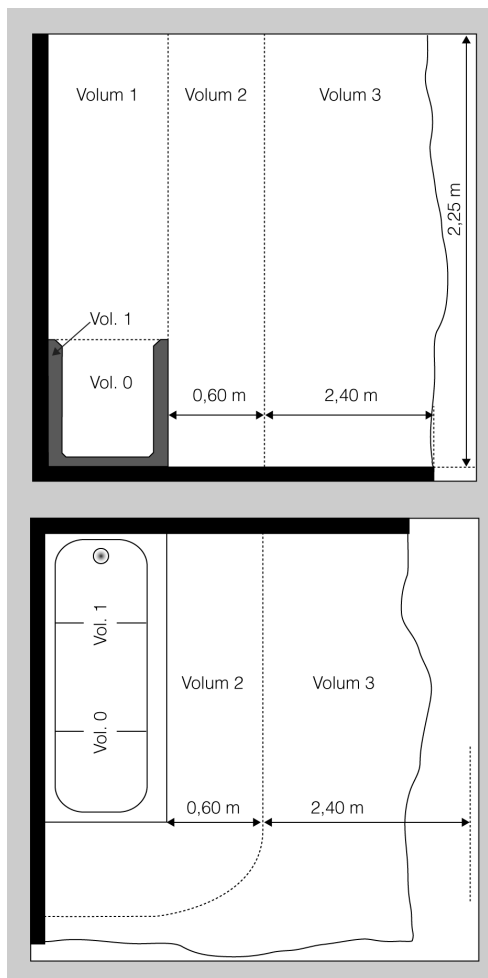 Volum 1
Volum 2
Volum 3
2,25 m
Vol. 1
Vol. 0
0,60 m
2,40 m
Vol. 1
Volum 2
Volum 3
Vol. 0
0,60 m
2,40 m